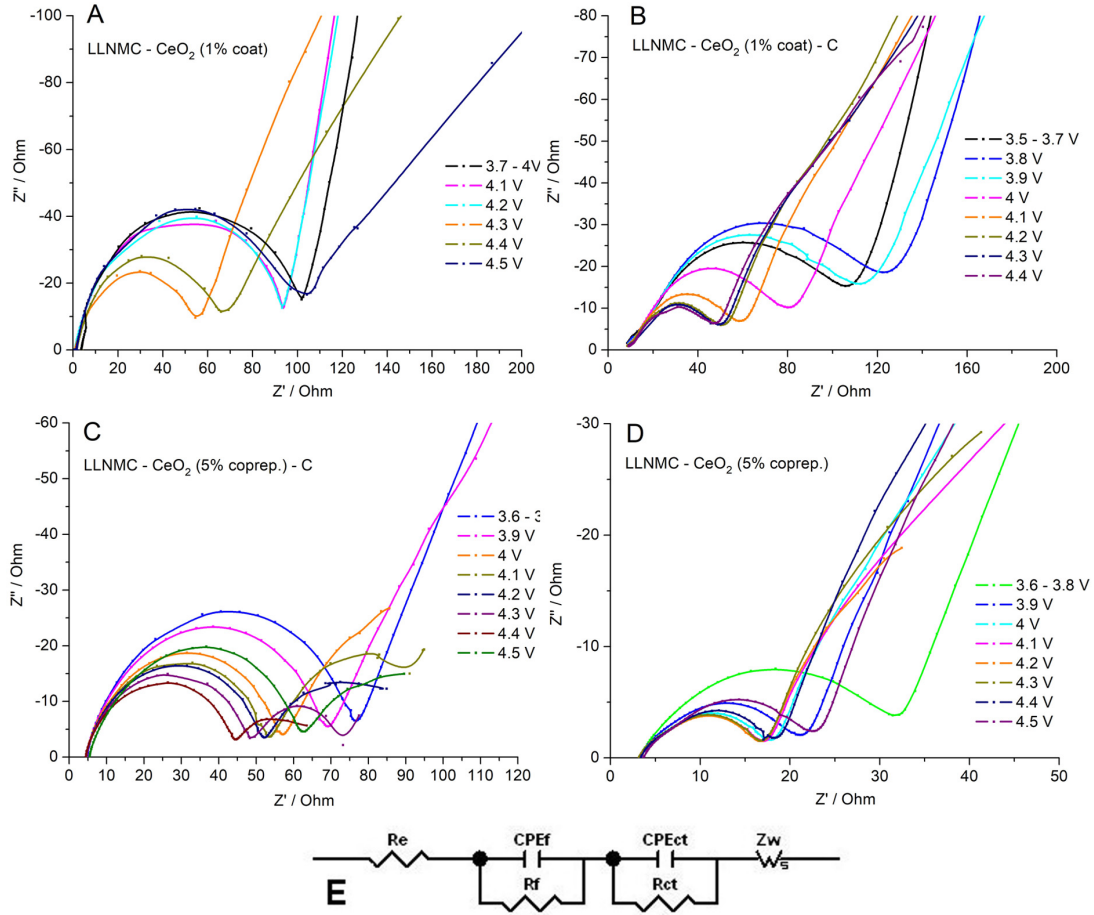 A
LLNMC - CeO₂ (1% coat)
-100
-80
-60
-40
-20
0
Z'' / Ohm
0 20 40 60 80 100 120 140 160 180 200
Z' / Ohm
3.7 - 4V
4.1 V
4.2 V
4.3 V
4.4 V
4.5 V
B
LLNMC - CeO₂ (1% coat) - C
-80
-70
-60
-50
-40
-30
-20
-10
0
Z'' / Ohm
0 40 80 120 160 200
Z' / Ohm
3.5 - 3.7 V
3.8 V
3.9 V
4 V
4.1 V
4.2 V
4.3 V
4.4 V
C
LLNMC - CeO₂ (5% coprep.) - C
-60
-50
-40
-30
-20
-10
0
Z'' / Ohm
0 10 20 30 40 50 60 70 80 90 100 110 120
Z' / Ohm
3.6 - 3
3.9 V
4 V
4.1 V
4.2 V
4.3 V
4.4 V
4.5 V
D
LLNMC - CeO₂ (5% coprep.)
-30
-20
-10
0
Z'' / Ohm
0 10 20 30 40 50
Z' / Ohm
3.6 - 3.8 V
3.9 V
4 V
4.1 V
4.2 V
4.3 V
4.4 V
4.5 V
E
Re CPEf CPEct Zw
s
Rf Rct